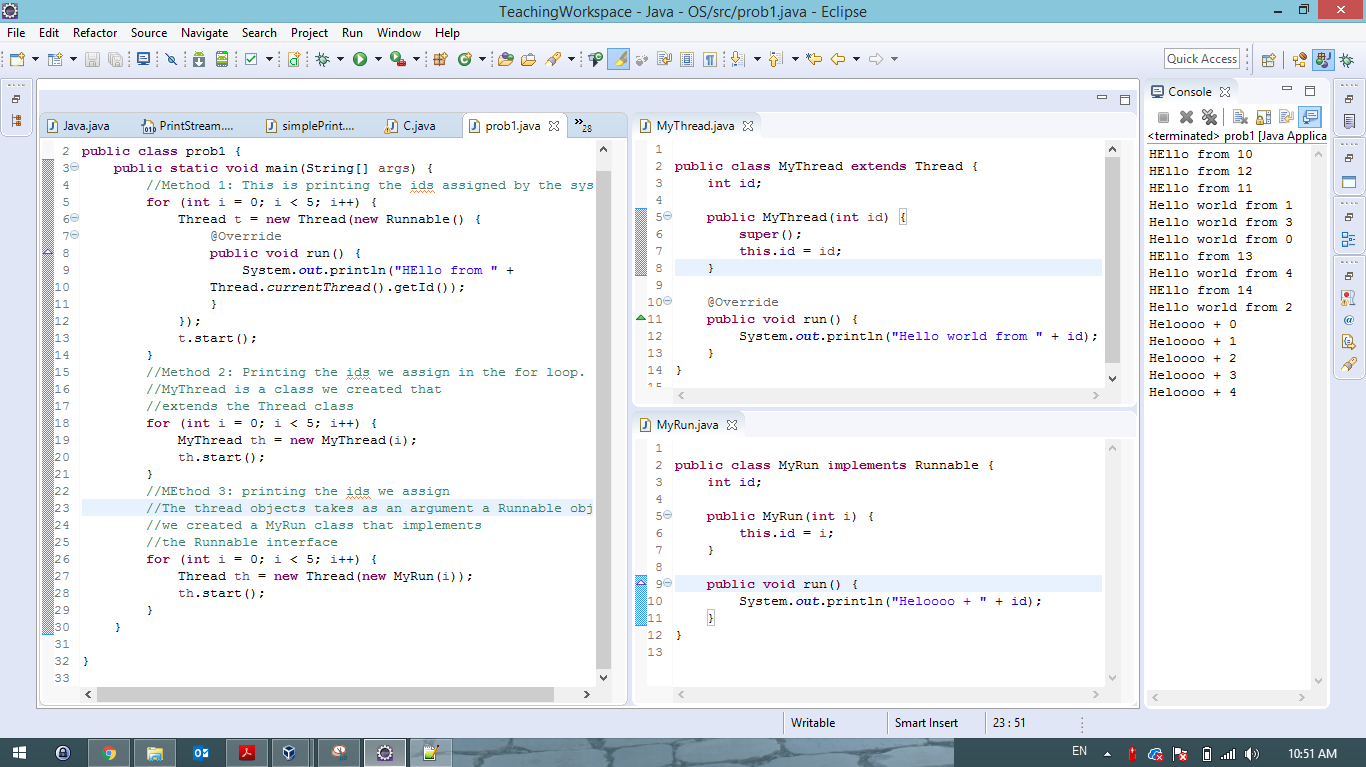 TeachingWorkspace - Java - OS/src/prob1.java - Eclipse
File Edit Refactor Source Navigate Search Project Run Window Help
Quick Access
Java.java PrintStream.... simplePrint.... C.java prob1.java »28
2 public class prob1 {
3 public static void main(String[] args) {
4 //Method 1: This is printing the ids assigned by the sys
5 for (int i = 0; i < 5; i++) {
6 Thread t = new Thread(new Runnable() {
7 @Override
8 public void run() {
9 System.out.println("HEllo from " +
10 Thread.currentThread().getId());
11 }
12 });
13 t.start();
14 }
15 //Method 2: Printing the ids we assign in the for loop.
16 //MyThread is a class we created that
17 //extends the Thread class
18 for (int i = 0; i < 5; i++) {
19 MyThread th = new MyThread(i);
20 th.start();
21 }
22 //MEthod 3: printing the ids we assign
23 //The thread objects takes as an argument a Runnable obj
24 //we created a MyRun class that implements
25 //the Runnable interface
26 for (int i = 0; i < 5; i++) {
27 Thread th = new Thread(new MyRun(i));
28 th.start();
29 }
30 }
31
32 }
33
MyThread.java
1
2 public class MyThread extends Thread {
3 int id;
4
5 public MyThread(int id) {
6 super();
7 this.id = id;
8 }
9
10 @Override
11 public void run() {
12 System.out.println("Hello world from " + id);
13 }
14 }
15
MyRun.java
1
2 public class MyRun implements Runnable {
3 int id;
4
5 public MyRun(int i) {
6 this.id = i;
7 }
8
9 public void run() {
10 System.out.println("Heloooo + " + id);
11 }
12 }
13
Console
<terminated> prob1 [Java Applica
HEllo from 10
HEllo from 12
HEllo from 11
Hello world from 1
Hello world from 3
Hello world from 0
HEllo from 13
Hello world from 4
HEllo from 14
Hello world from 2
Heloooo + 0
Heloooo + 1
Heloooo + 2
Heloooo + 3
Heloooo + 4
Writable Smart Insert 23 : 51
EN 10:51 AM